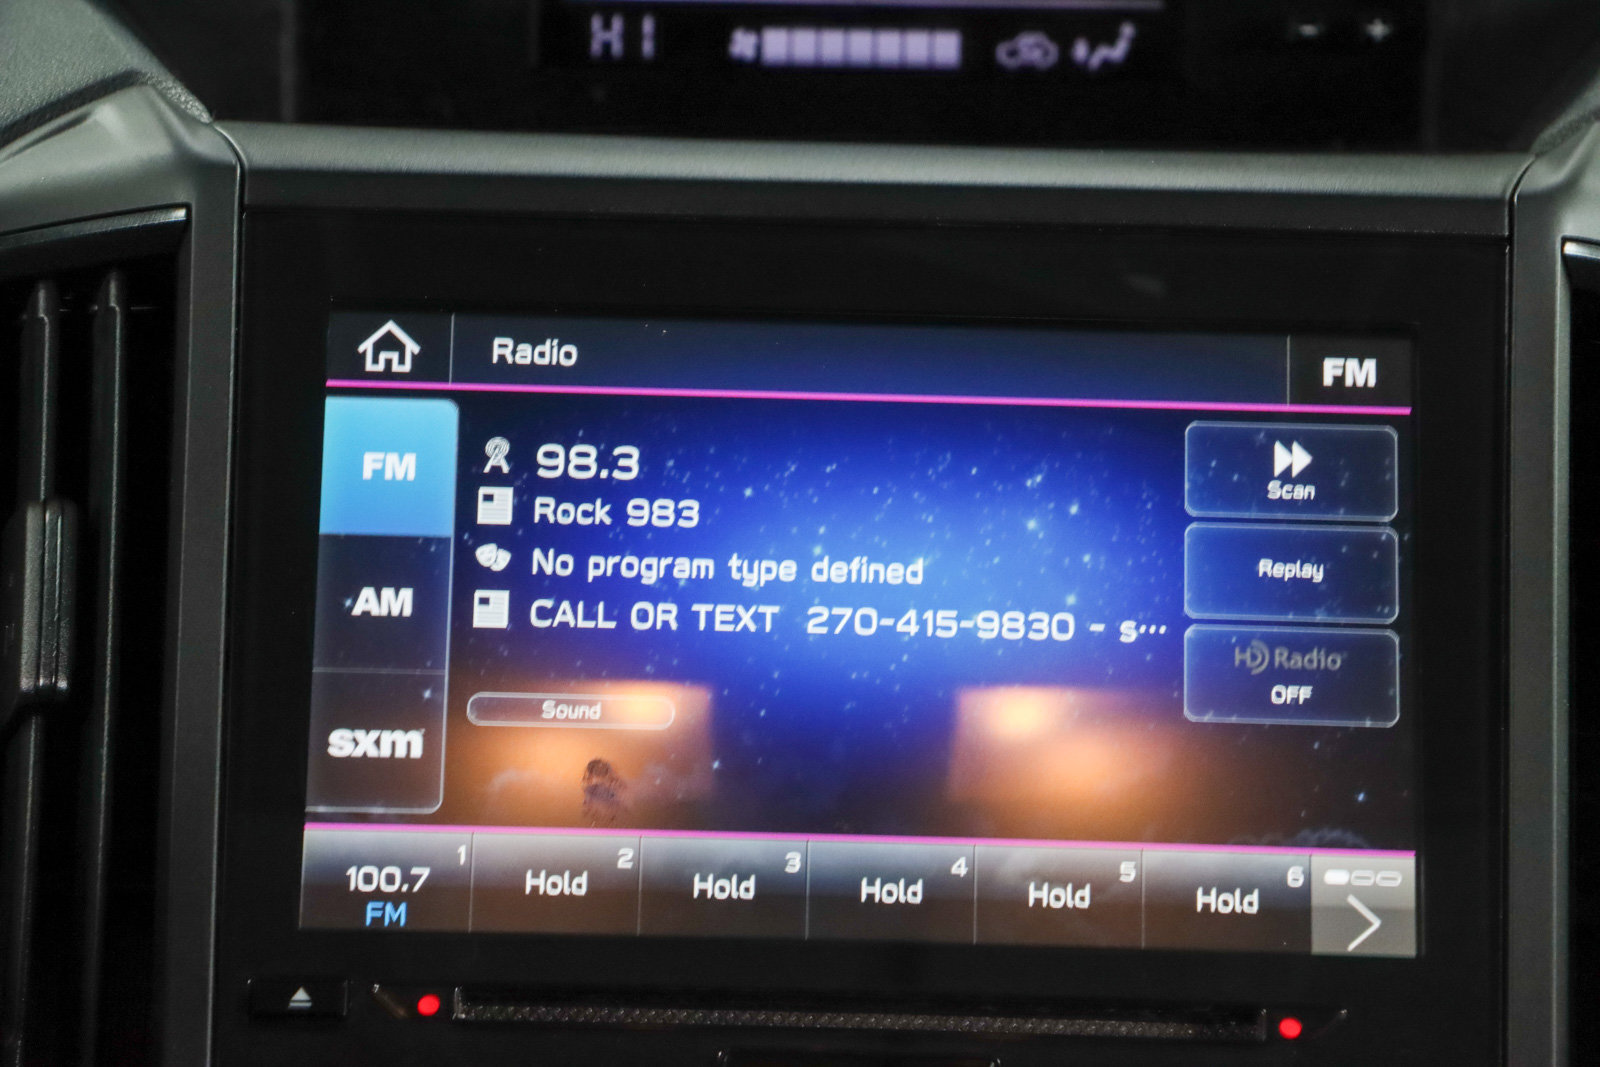 HI
- +
Radio
FM
FM
98.3
Rock 983
No program type defined
CALL OR TEXT 270-415-9830 - s...
Scan
Replay
HD Radio
OFF
AM
sxm
Sound
1
100.7
FM
2
Hold
3
Hold
4
Hold
5
Hold
6
Hold